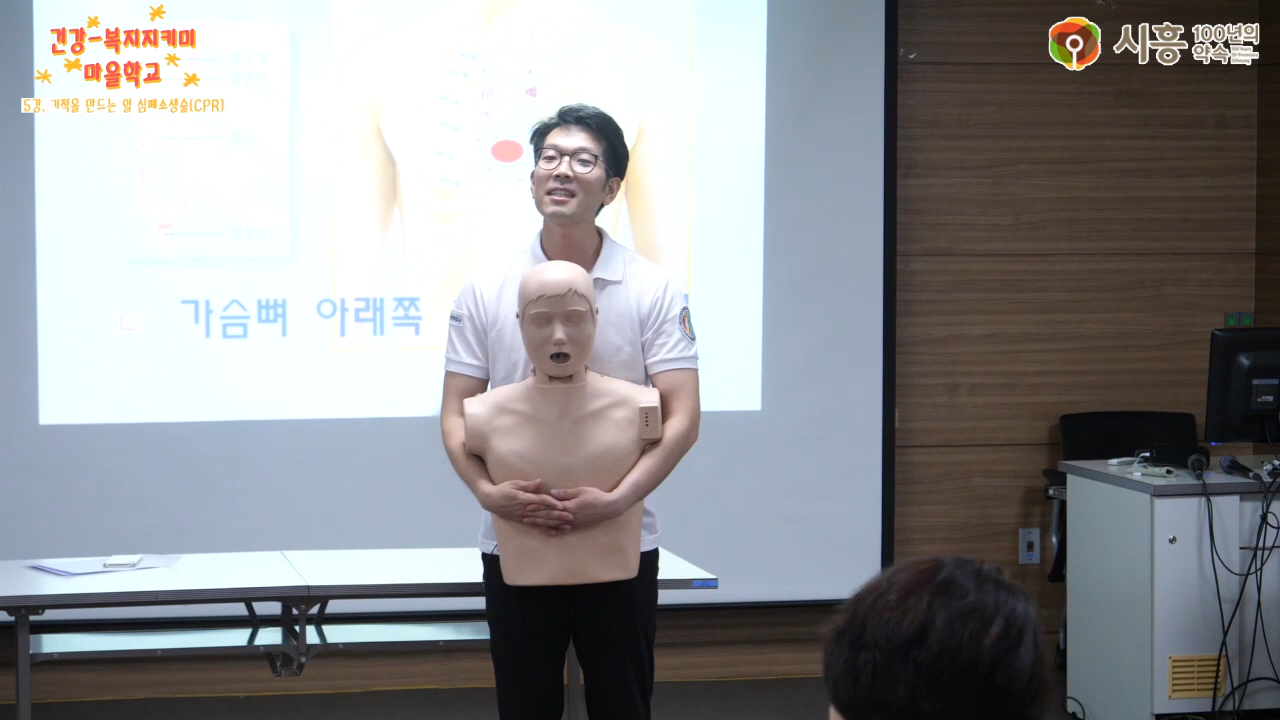 건강-복지지키미
마을학교
5강. 기적을 만드는 일 심폐소생술(CPR)
시흥 100년의
약속
가슴뼈 아래쪽